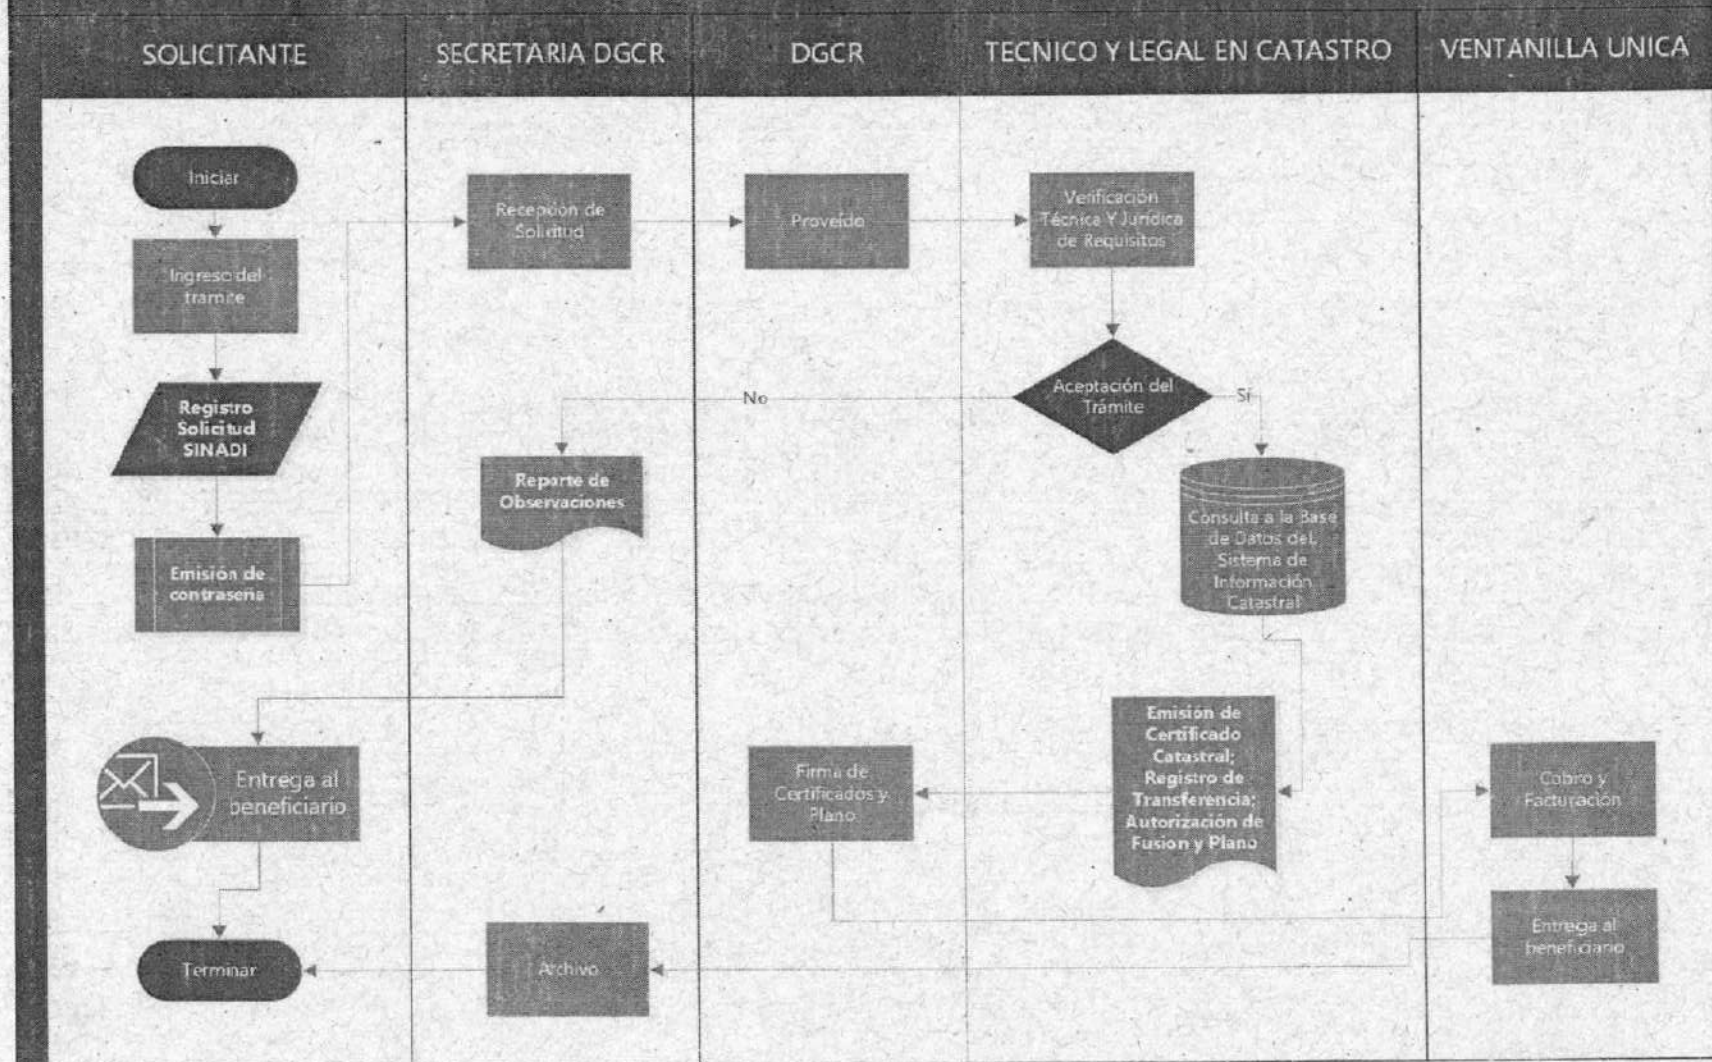 SOLICITANTE
SECRETARIA DGCR
DGCR
TECNICO Y LEGAL EN CATASTRO
VENTANILLA UNICA
Iniciar
Ingreso del
tramite
Registro
Solicitud
SINADI
Emisión de
contraseña
Recepción de
Solicitud
Proveído
Verificación
Técnica Y Jurídica
de Requisitos
Aceptación del
Trámite
No
Sí
Reporte de
Observaciones
Consulta a la Base
de Datos del
Sistema de
Información
Catastral
Emisión de
Certificado
Catastral;
Registro de
Transferencia;
Autorización de
Fusion y Plano
Firma de
Certificados y
Plano
Cobro y
Facturación
Entrega al
beneficiario
Entrega al
beneficiario
Archivo
Terminar